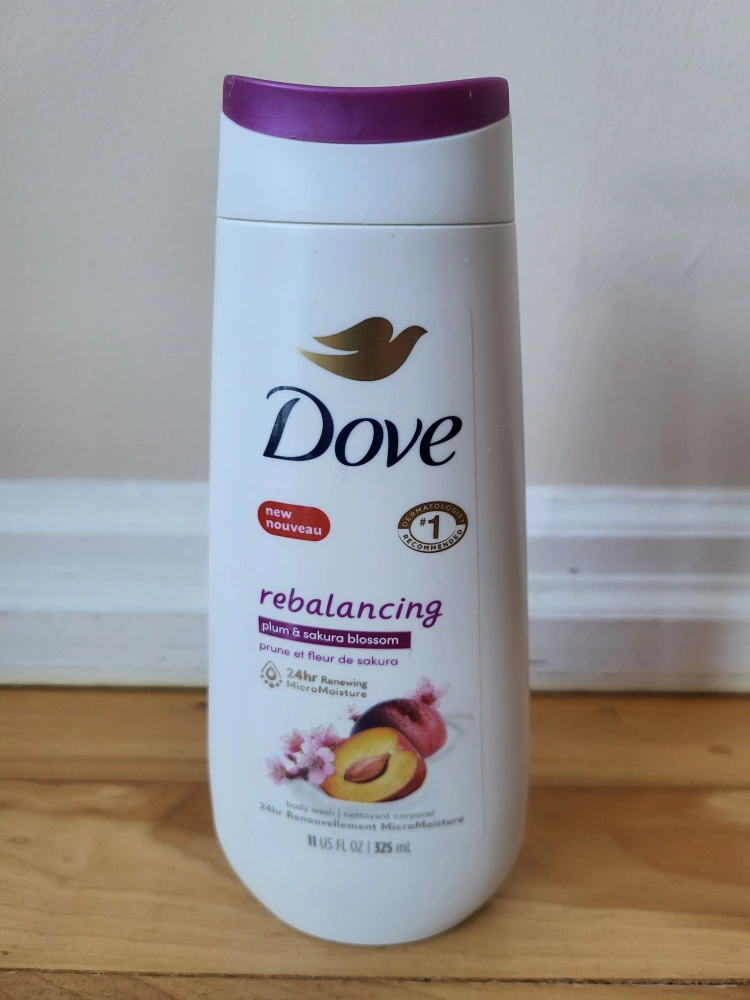 Dove
new
nouveau
DERMATOLOGIST
#1
RECOMMENDED
rebalancing
plum & sakura blossom
prune et fleur de sakura
24hr Renewing
MicroMoisture
body wash | nettoyant corporel
24hr Renouvellement MicroMoisture
11 US FL OZ | 325 mL